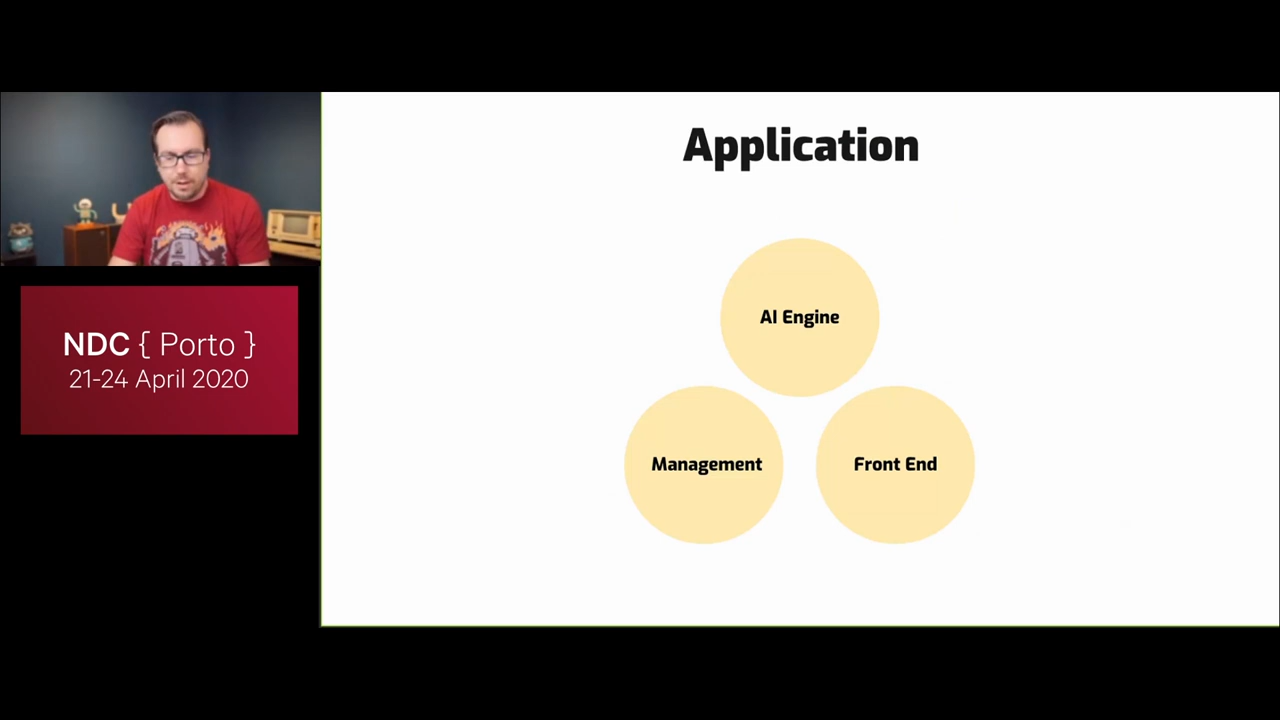 Application
AI Engine
Management
Front End
NDC { Porto }
21-24 April 2020